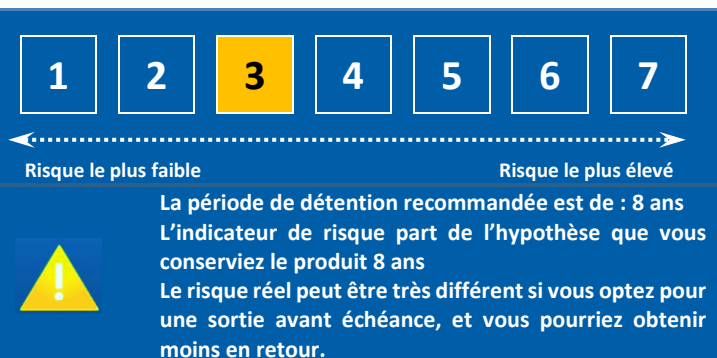 1 2 3 4 5 6 7
Risque le plus faible Risque le plus élevé
La période de détention recommandée est de : 8 ans
L’indicateur de risque part de l’hypothèse que vous
conserviez le produit 8 ans
Le risque réel peut être très différent si vous optez pour
une sortie avant échéance, et vous pourriez obtenir
moins en retour.